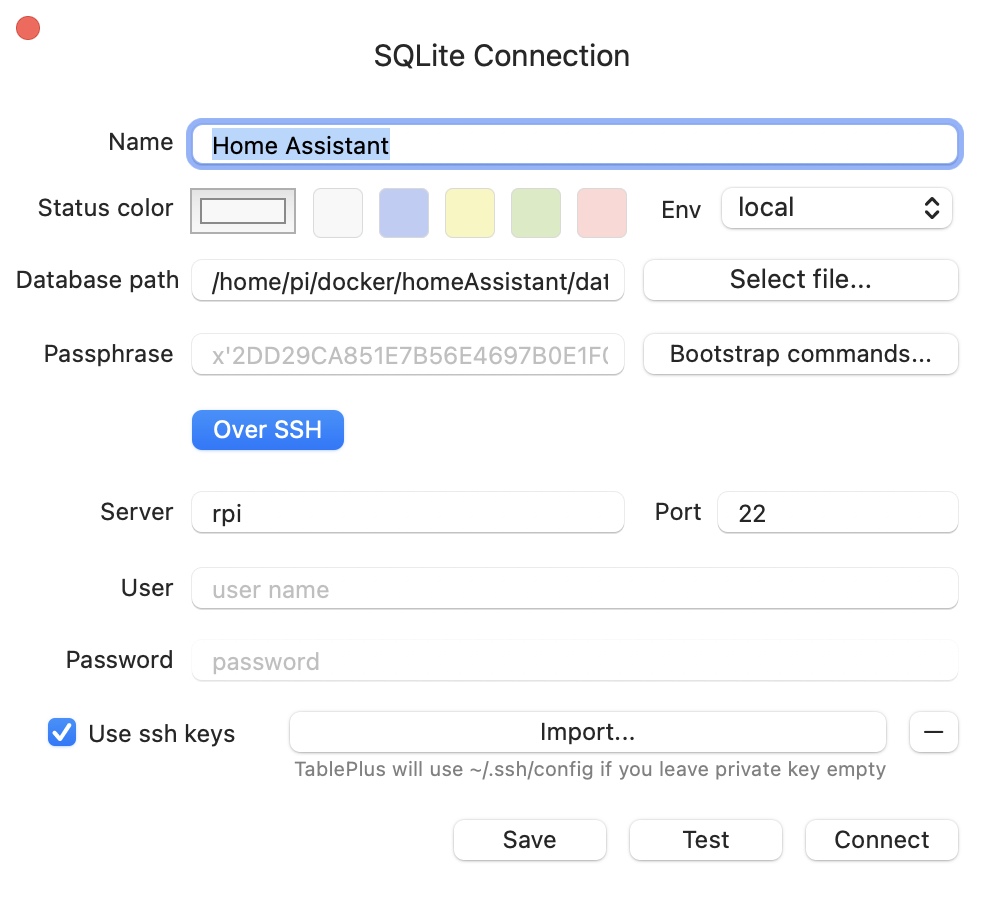 SQLite Connection
Name Home Assistant
Status color Env local
Database path /home/pi/docker/homeAssistant/dat Select file...
Passphrase x'2DD29CA851E7B56E4697B0E1F0 Bootstrap commands...
Over SSH
Server rpi Port 22
User user name
Password password
Use ssh keys Import... –
TablePlus will use ~/.ssh/config if you leave private key empty
Save Test Connect